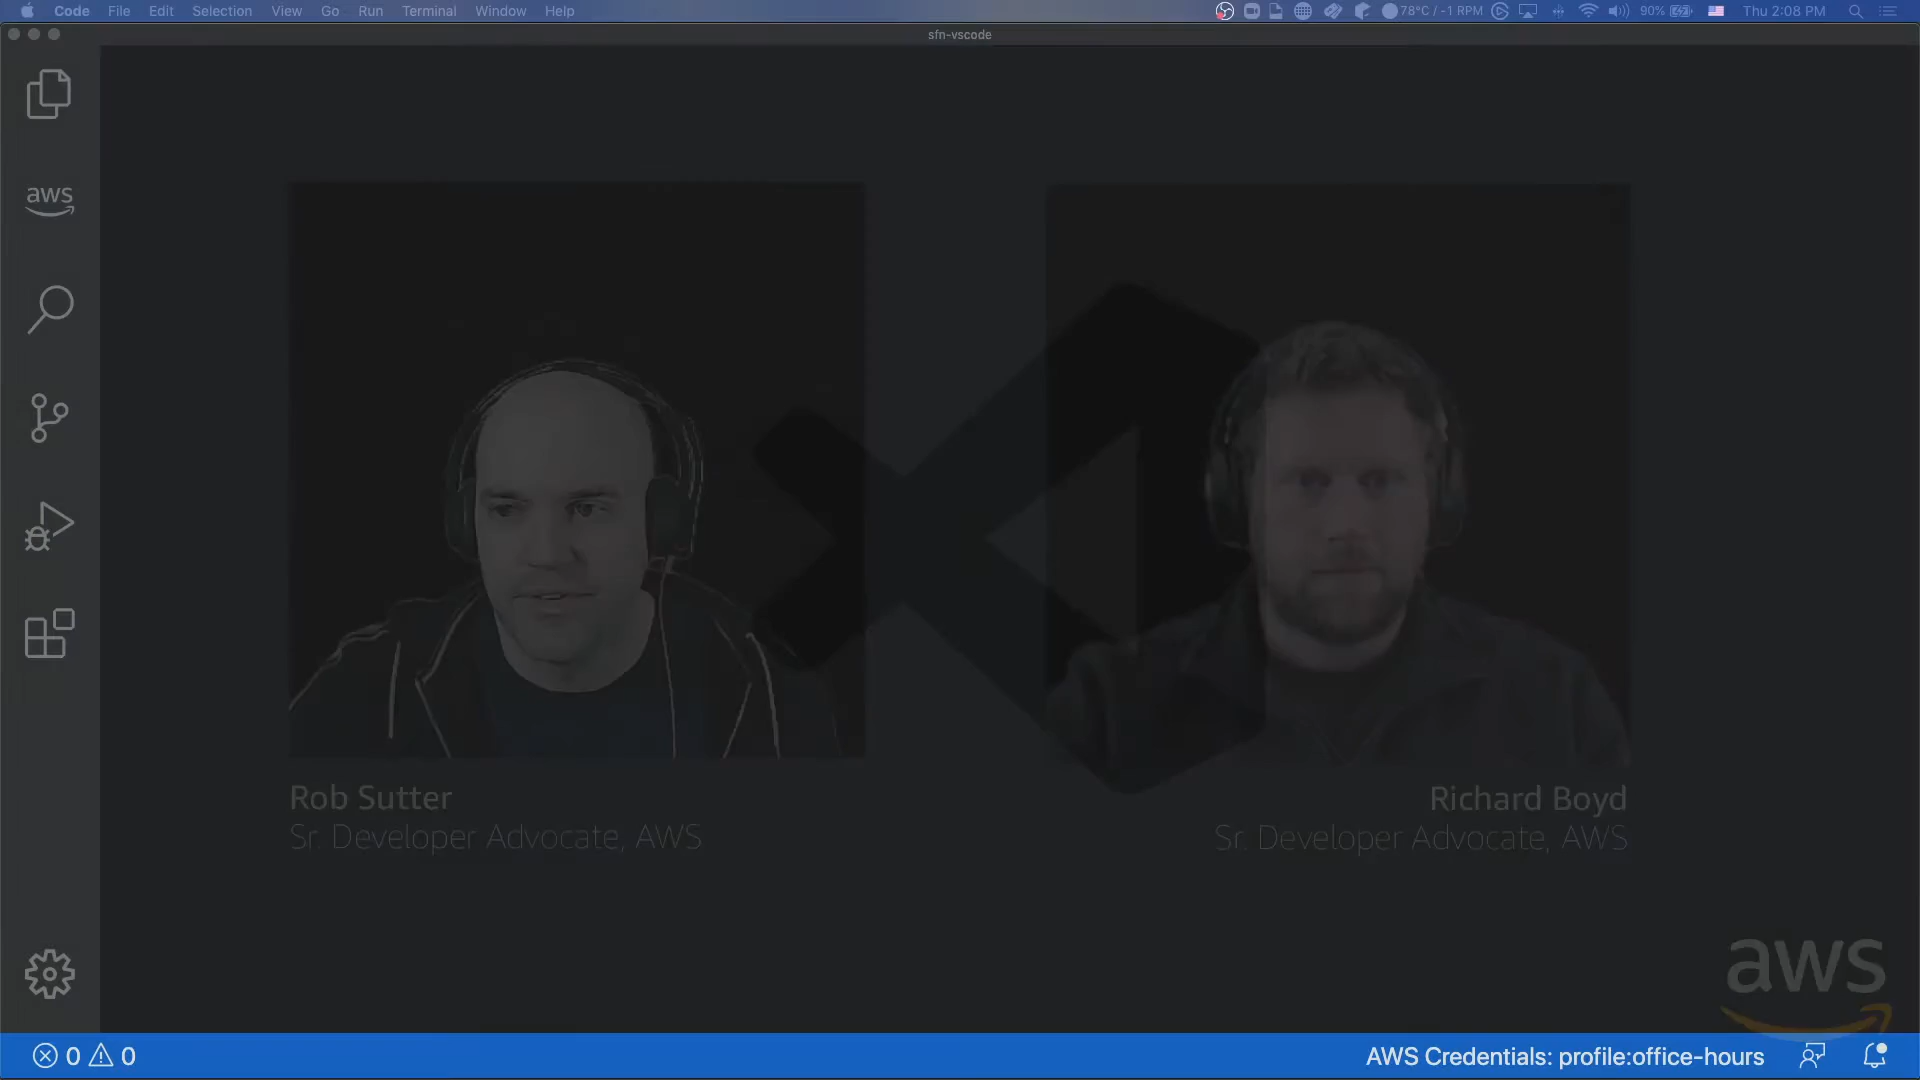 Code File Edit Selection View Go Run Terminal Window Help 78°C / -1 RPM 90% Thu 2:08 PM
sfn-vscode
aws
Rob Sutter
Sr. Developer Advocate, AWS
Richard Boyd
Sr. Developer Advocate, AWS
aws
0 0 AWS Credentials: profile:office-hours